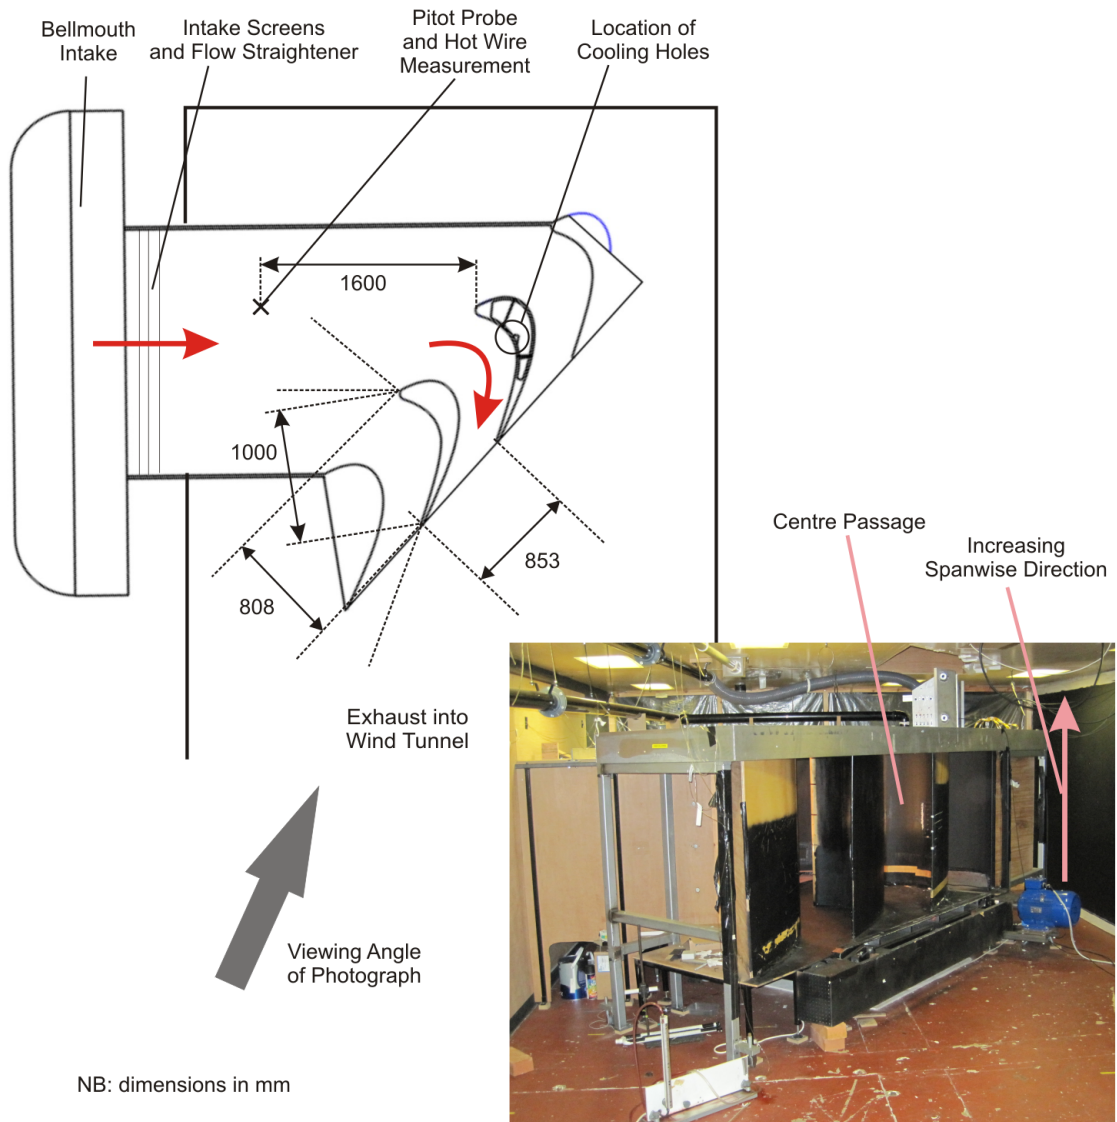 Bellmouth
Intake
Intake Screens
and Flow Straightener
Pitot Probe
and Hot Wire
Measurement
Location of
Cooling Holes
1600
1000
808
853
Centre Passage
Increasing
Spanwise Direction
Exhaust into
Wind Tunnel
Viewing Angle
of Photograph
NB: dimensions in mm